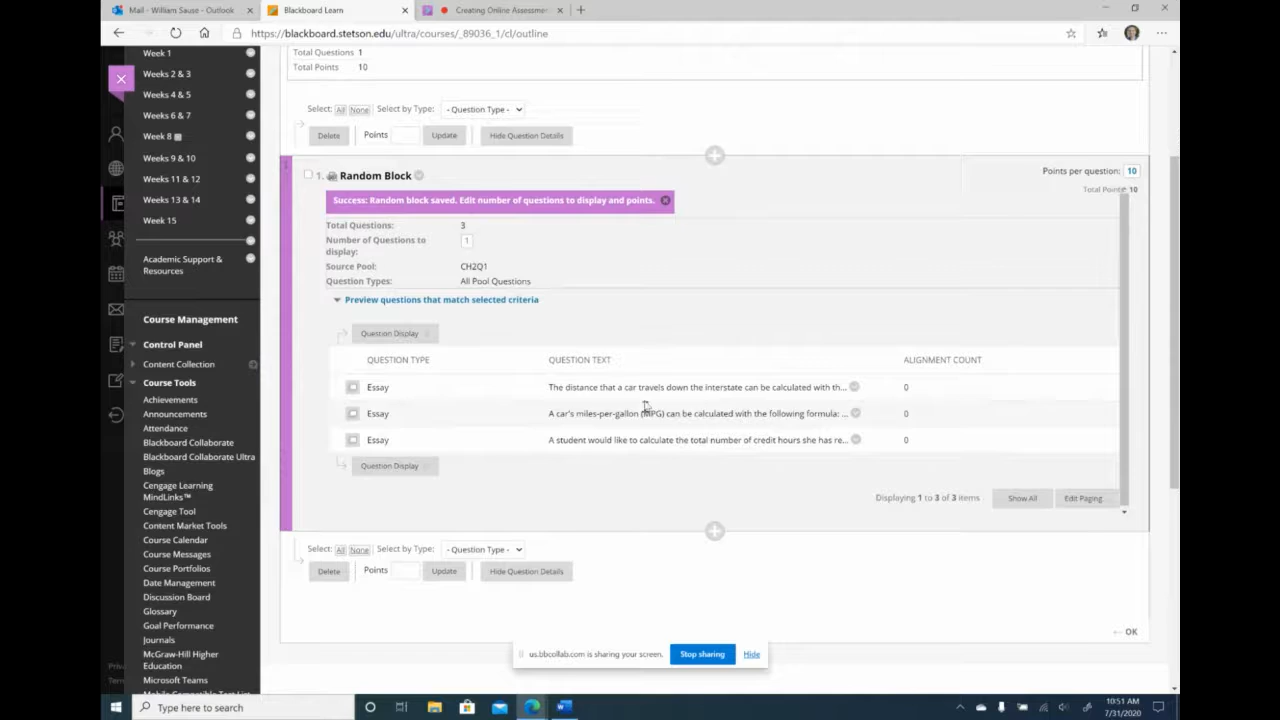 Mail - William Sause - Outlook
Blackboard Learn
Creating Online Assessm
https://blackboard.stetson.edu/ultra/courses/_89036_1/cl/outline
Week 1
Weeks 2 & 3
Weeks 4 & 5
Weeks 6 & 7
Week 8
Weeks 9 & 10
Weeks 11 & 12
Weeks 13 & 14
Week 15
Academic Support &
Resources
Course Management
Control Panel
Content Collection
Course Tools
Achievements
Announcements
Attendance
Blackboard Collaborate
Blackboard Collaborate Ultra
Blogs
Cengage Learning
MindLinks™
Cengage Tool
Content Market Tools
Course Calendar
Course Messages
Course Portfolios
Date Management
Discussion Board
Glossary
Goal Performance
Journals
McGraw-Hill Higher
Education
Microsoft Teams
Priva
Term
Total Questions 1
Total Points 10
Select: All None Select by Type: - Question Type -
Delete Points Update Hide Question Details
1. Random Block Points per question: 10
Total Points 10
Success: Random block saved. Edit number of questions to display and points.
Total Questions: 3
Number of Questions to
display: 1
Source Pool: CH2Q1
Question Types: All Pool Questions
Preview questions that match selected criteria
Question Display
QUESTION TYPE QUESTION TEXT ALIGNMENT COUNT
Essay The distance that a car travels down the interstate can be calculated with th... 0
Essay A car's miles-per-gallon (MPG) can be calculated with the following formula: ... 0
Essay A student would like to calculate the total number of credit hours she has re... 0
Question Display
Displaying 1 to 3 of 3 items Show All Edit Paging
Select: All None Select by Type: - Question Type -
Delete Points Update Hide Question Details
← OK
us.bbcollab.com is sharing your screen. Stop sharing Hide
Type here to search
10:51 AM
7/31/2020